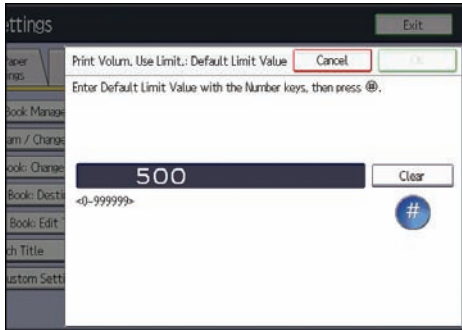 ttings
Exit
Print Volum. Use Limit.: Default Limit Value
Cancel
OK
Enter Default Limit Value with the Number keys, then press #.
500
Clear
<0-999999>
#
aper
ngs
Book Manage
am / Change
ook: Change
Book: Desti
Book: Edit T
ch Title
ustom Setti